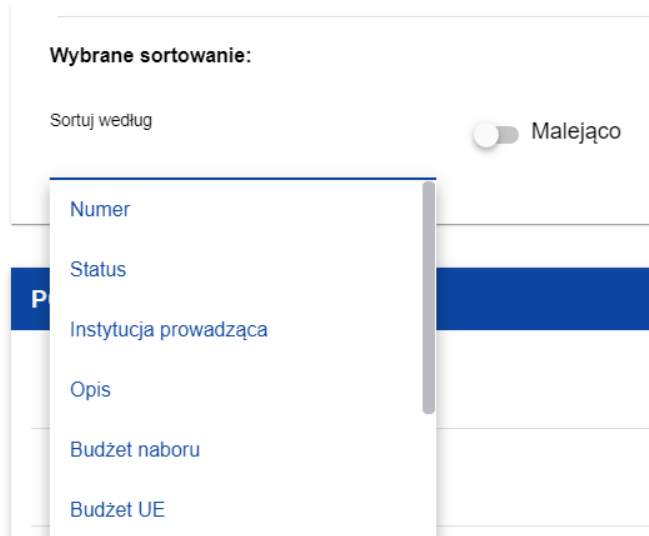 Wybrane sortowanie:
Sortuj według
Malejąco
Numer
Status
Instytucja prowadząca
Opis
Budżet naboru
Budżet UE